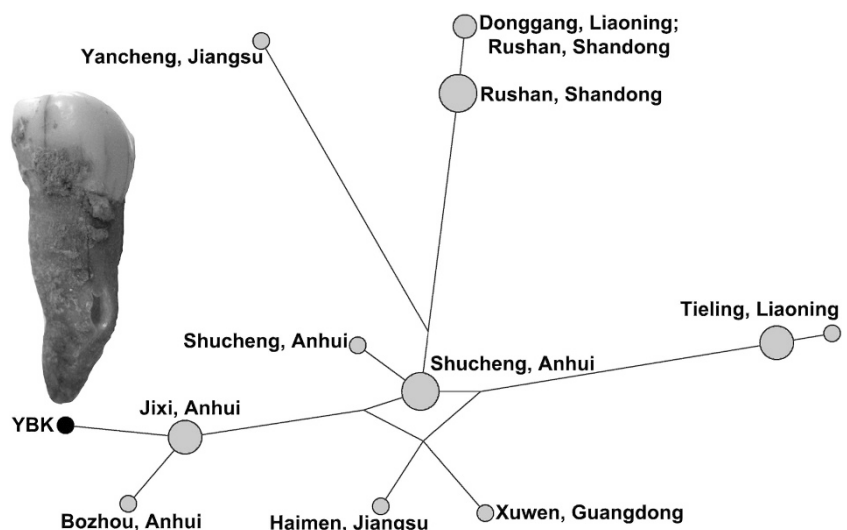 Donggang, Liaoning;
Rushan, Shandong
Yancheng, Jiangsu
Rushan, Shandong
Tieling, Liaoning
Shucheng, Anhui
Shucheng, Anhui
Jixi, Anhui
YBK
Bozhou, Anhui
Haimen, Jiangsu
Xuwen, Guangdong